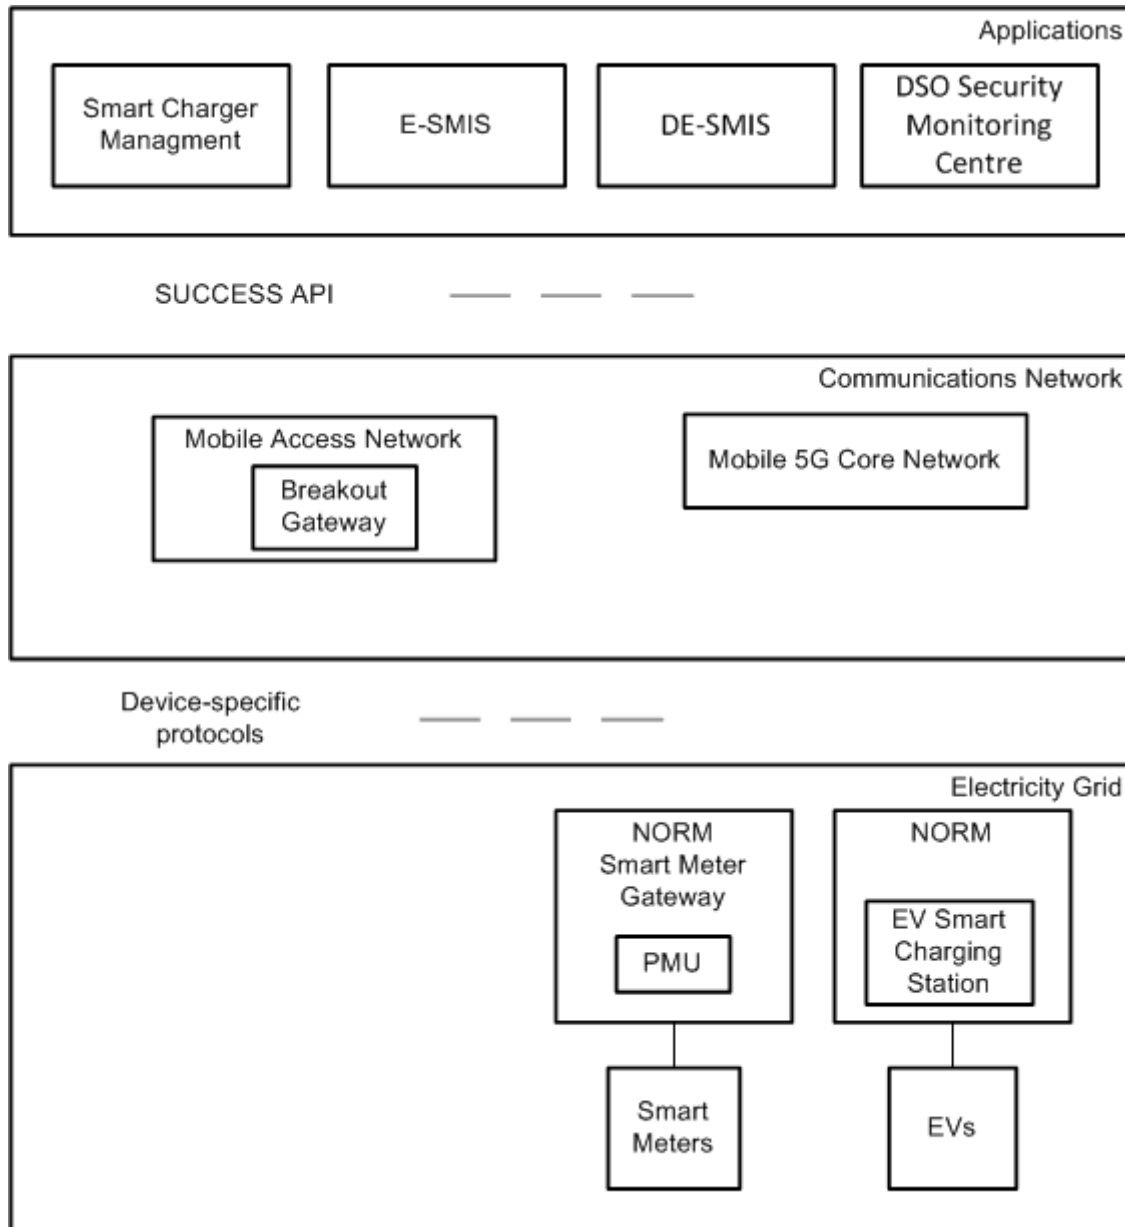 Applications
Smart Charger
Managment
E-SMIS
DE-SMIS
DSO Security
Monitoring
Centre
SUCCESS API
Communications Network
Mobile Access Network
Breakout
Gateway
Mobile 5G Core Network
Device-specific
protocols
Electricity Grid
NORM
Smart Meter
Gateway
PMU
NORM
EV Smart
Charging
Station
Smart
Meters
EVs